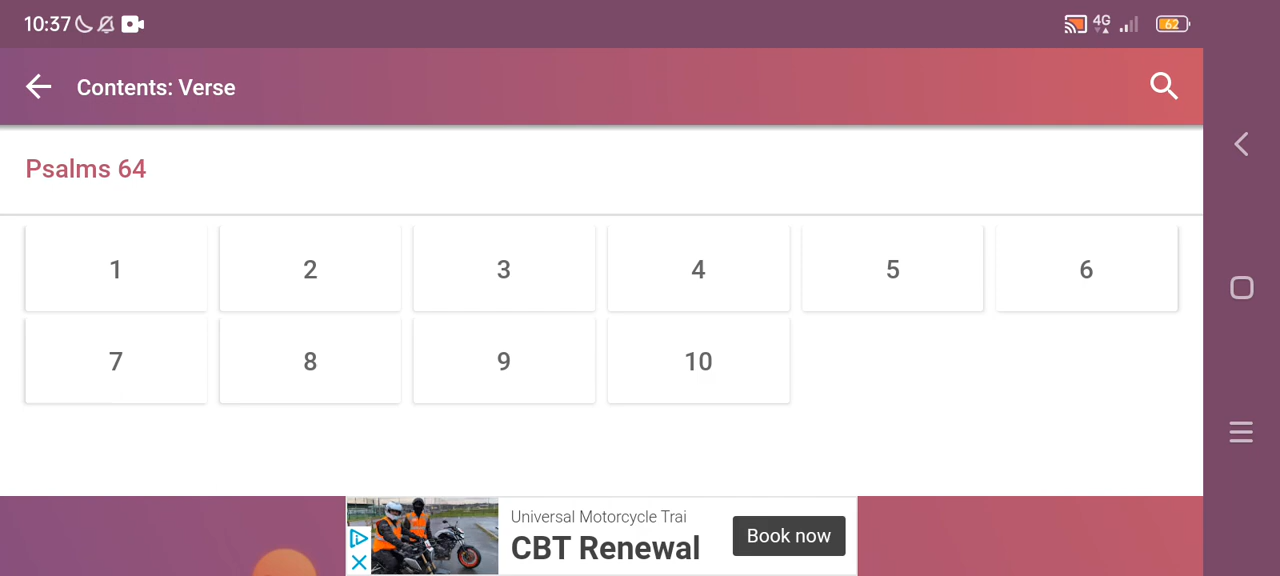 10:37 4G 62
Contents: Verse
Psalms 64
1 2 3 4 5 6
7 8 9 10
Universal Motorcycle Trai
CBT Renewal
Book now